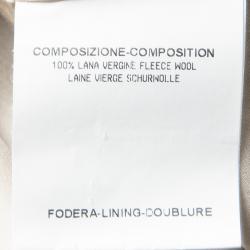 COMPOSIZIONE-COMPOSITION
100% LANA VERGINE FLEECE WOOL
LAINE VIERGE SCHURWOLLE
FODERA-LINING-DOUBLURE